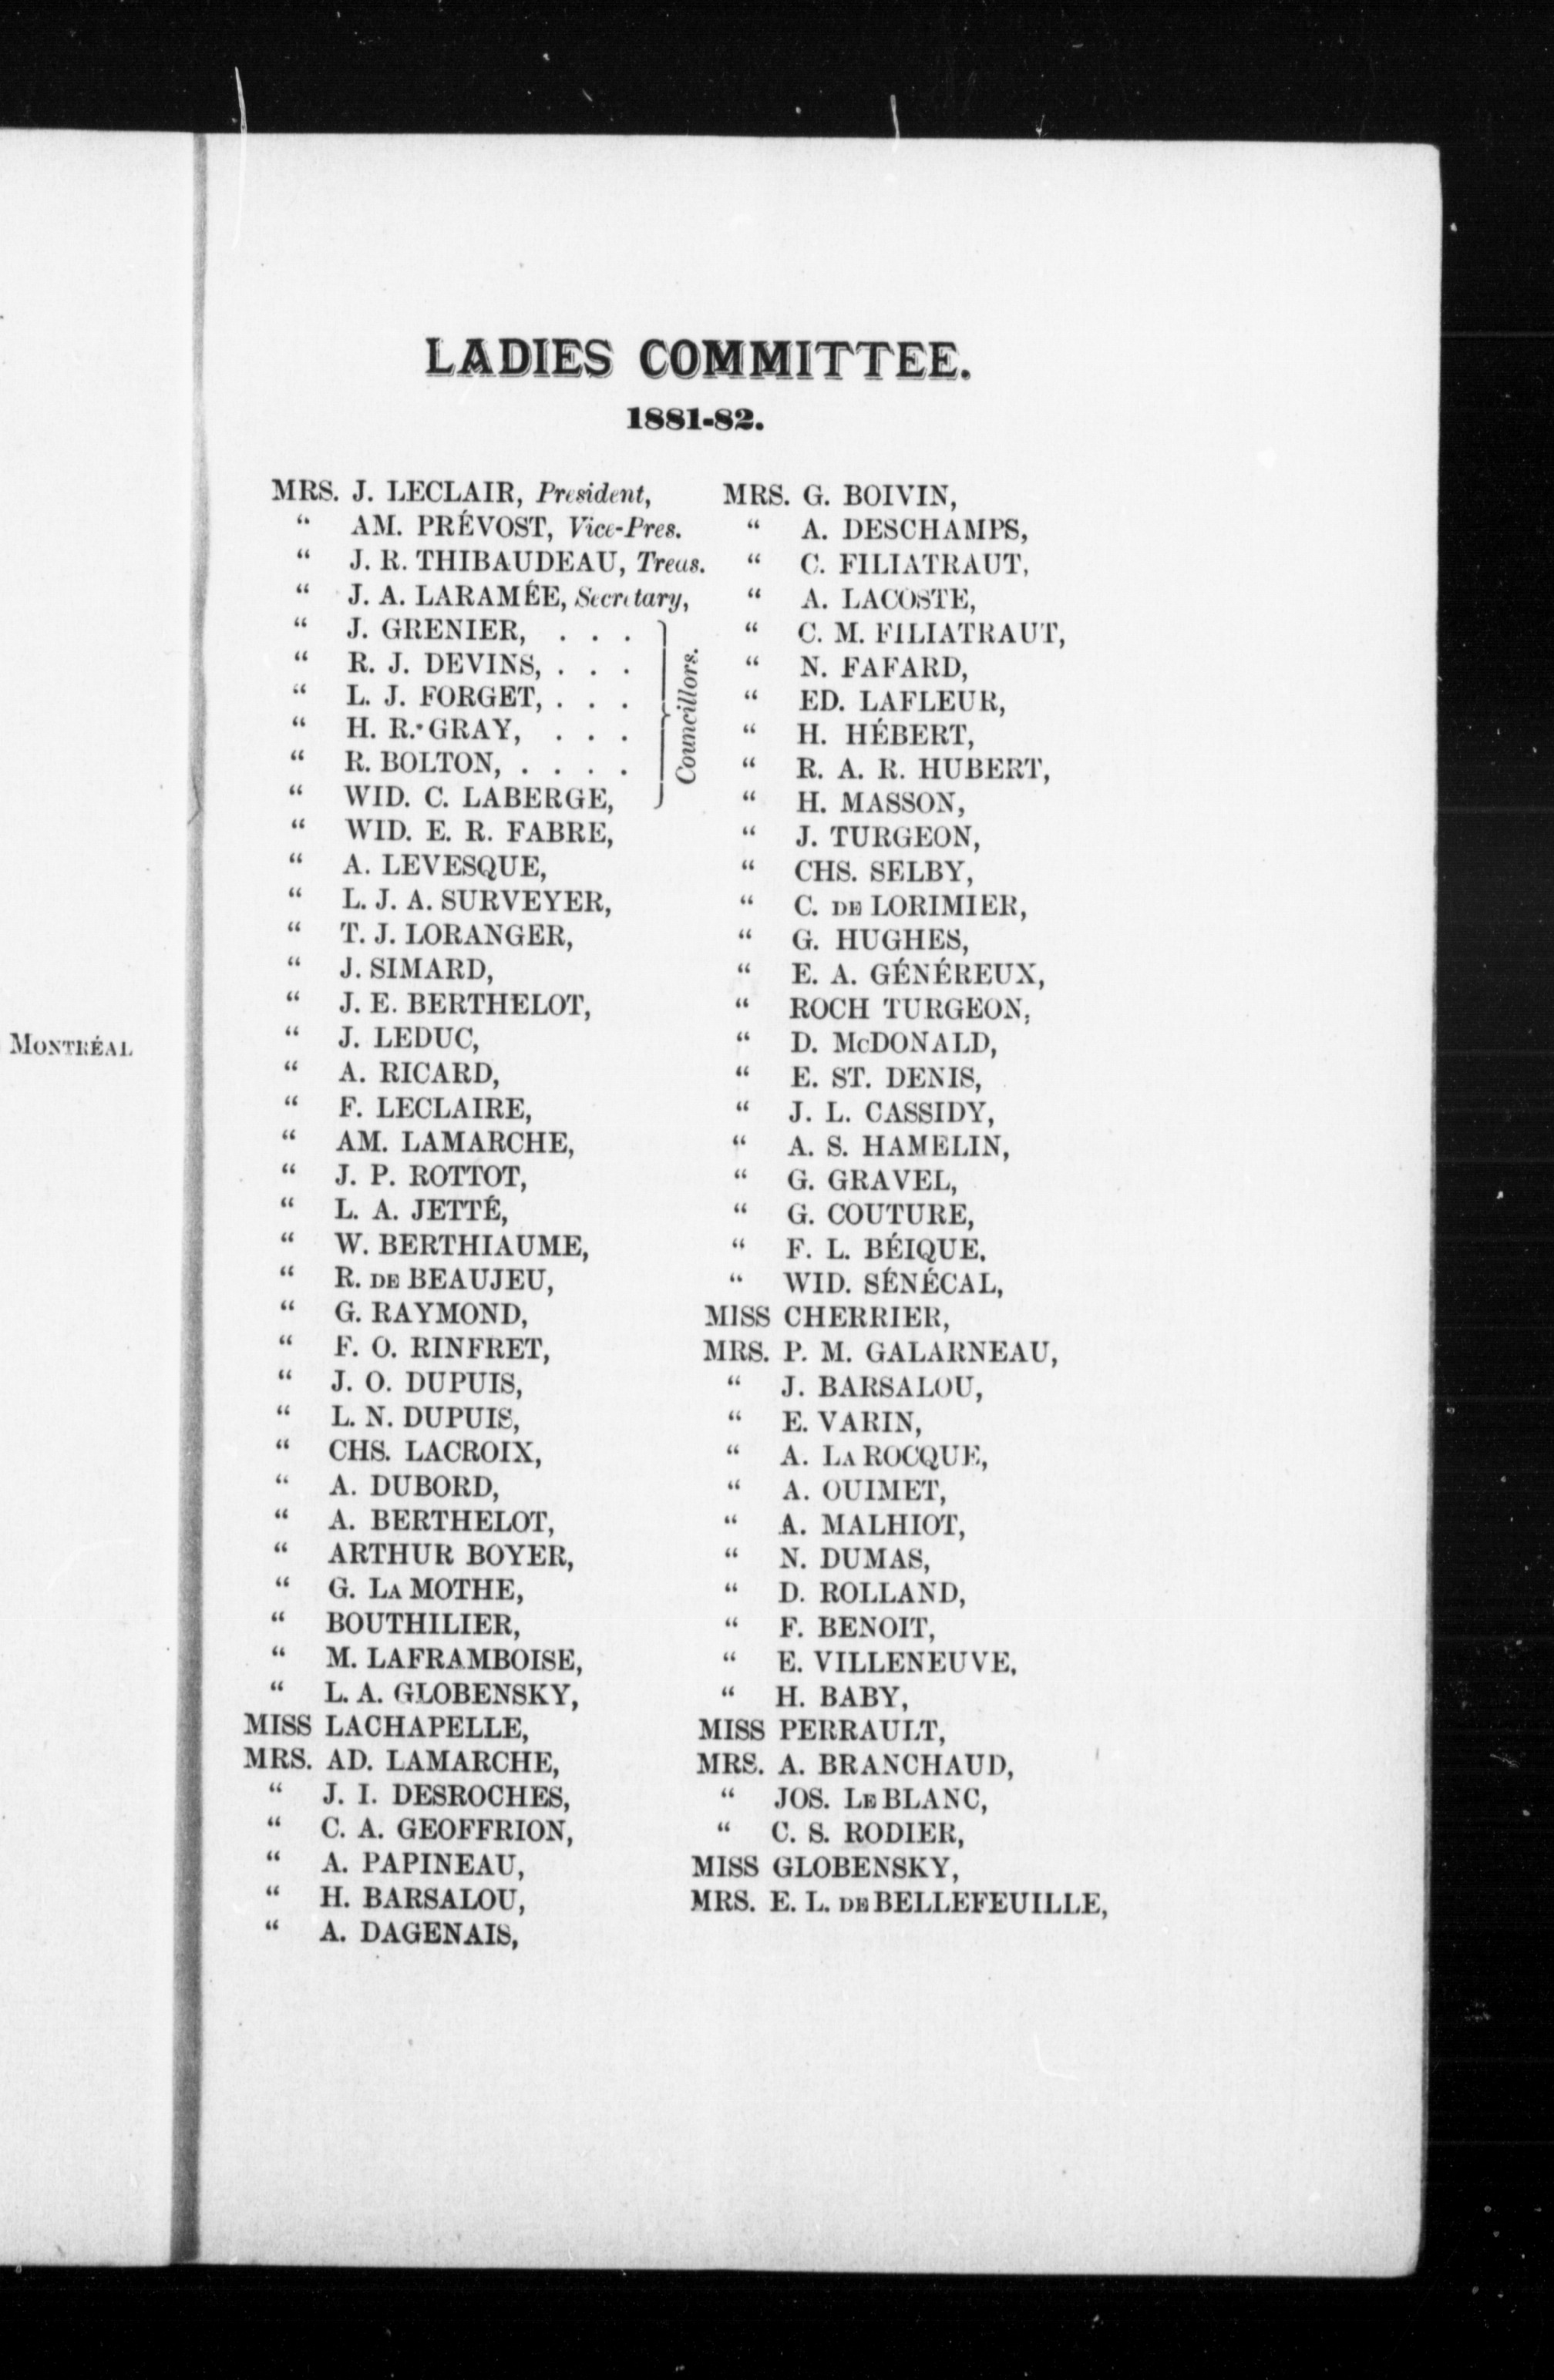 MONTRÉAL
LADIES COMMITTEE.
1881-82.
MRS. J. LECLAIR, President,
“ AM. PRÉVOST, Vice-Pres.
“ J. R. THIBAUDEAU, Treas.
“ J. A. LARAMÉE, Secretary,
“ J. GRENIER, . . .
“ R. J. DEVINS, . . .
“ L. J. FORGET, . . .
“ H. R. GRAY, . . .
“ R. BOLTON, . . . .
“ WID. C. LABERGE,
Councillors.
“ WID. E. R. FABRE,
“ A. LEVESQUE,
“ L. J. A. SURVEYER,
“ T. J. LORANGER,
“ J. SIMARD,
“ J. E. BERTHELOT,
“ J. LEDUC,
“ A. RICARD,
“ F. LECLAIRE,
“ AM. LAMARCHE,
“ J. P. ROTTOT,
“ L. A. JETTÉ,
“ W. BERTHIAUME,
“ R. DE BEAUJEU,
“ G. RAYMOND,
“ F. O. RINFRET,
“ J. O. DUPUIS,
“ L. N. DUPUIS,
“ CHS. LACROIX,
“ A. DUBORD,
“ A. BERTHELOT,
“ ARTHUR BOYER,
“ G. LA MOTHE,
“ BOUTHILIER,
“ M. LAFRAMBOISE,
“ L. A. GLOBENSKY,
MISS LACHAPELLE,
MRS. AD. LAMARCHE,
“ J. I. DESROCHES,
“ C. A. GEOFFRION,
“ A. PAPINEAU,
“ H. BARSALOU,
“ A. DAGENAIS,
MRS. G. BOIVIN,
“ A. DESCHAMPS,
“ C. FILIATRAUT,
“ A. LACOSTE,
“ C. M. FILIATRAUT,
“ N. FAFARD,
“ ED. LAFLEUR,
“ H. HÉBERT,
“ R. A. R. HUBERT,
“ H. MASSON,
“ J. TURGEON,
“ CHS. SELBY,
“ C. DE LORIMIER,
“ G. HUGHES,
“ E. A. GÉNÉREUX,
“ ROCH TURGEON,
“ D. McDONALD,
“ E. ST. DENIS,
“ J. L. CASSIDY,
“ A. S. HAMELIN,
“ G. GRAVEL,
“ G. COUTURE,
“ F. L. BÉIQUE.
“ WID. SÉNÉCAL,
MISS CHERRIER,
MRS. P. M. GALARNEAU,
“ J. BARSALOU,
“ E. VARIN,
“ A. LA ROCQUE,
“ A. OUIMET,
“ A. MALHIOT,
“ N. DUMAS,
“ D. ROLLAND,
“ F. BENOIT,
“ E. VILLENEUVE.
“ H. BABY,
MISS PERRAULT,
MRS. A. BRANCHAUD,
“ JOS. LE BLANC,
“ C. S. RODIER,
MISS GLOBENSKY,
MRS. E. L. DE BELLEFEUILLE,